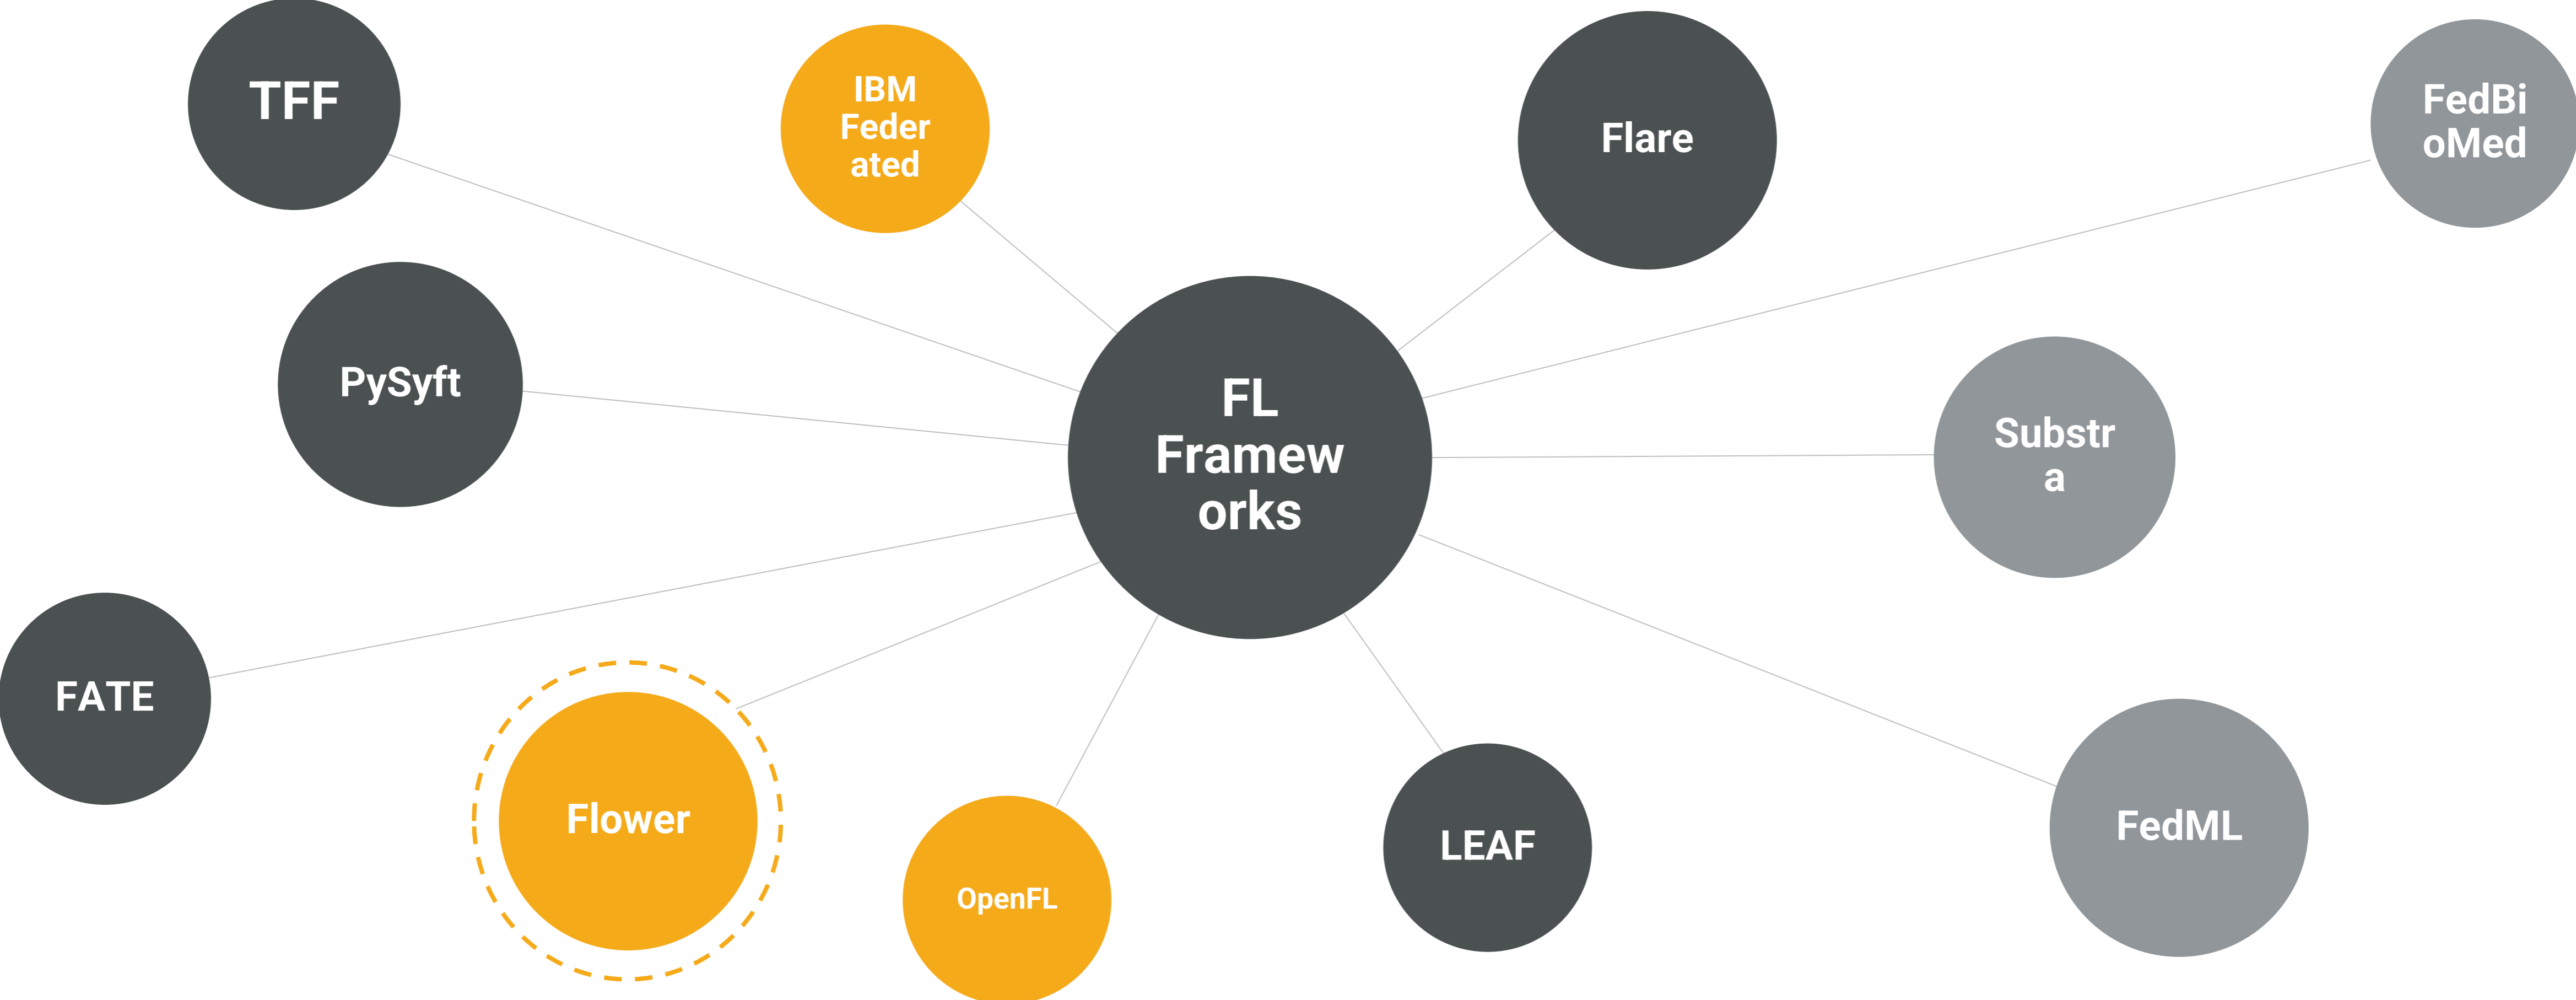 TFF
IBM
Feder
ated
Flare
FedBi
oMed
PySyft
FL
Framew
orks
Substr
a
FATE
Flower
OpenFL
LEAF
FedML